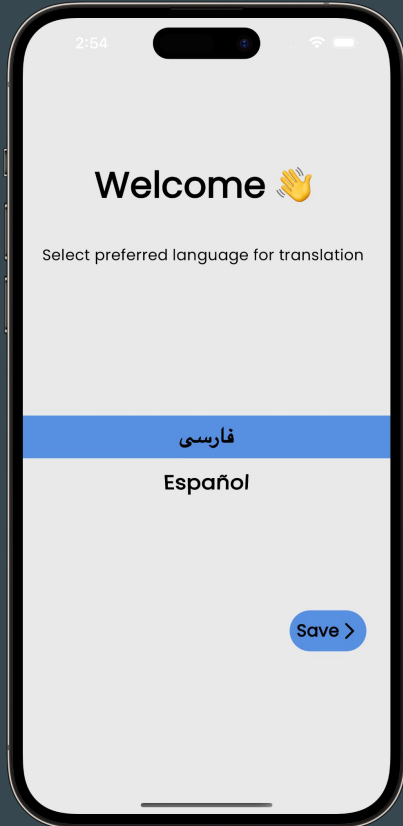 2:54
Welcome 👋
Select preferred language for translation
فارسی
Español
Save >